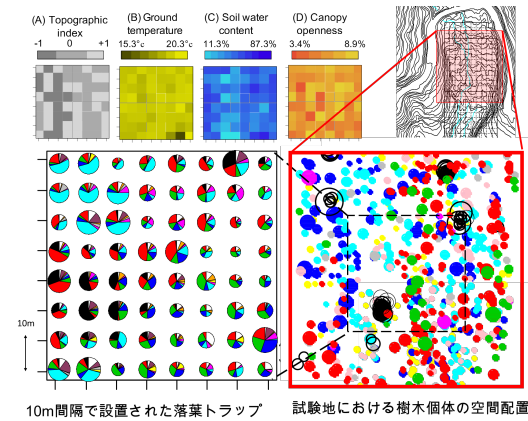 (A) Topographic index
-1 0 +1
(B) Ground temperature
15.3°c 20.3°c
(C) Soil water content
11.3% 87.3%
(D) Canopy openness
3.4% 8.9%
10m
10m間隔で設置された落葉トラップ
試験地における樹木個体の空間配置